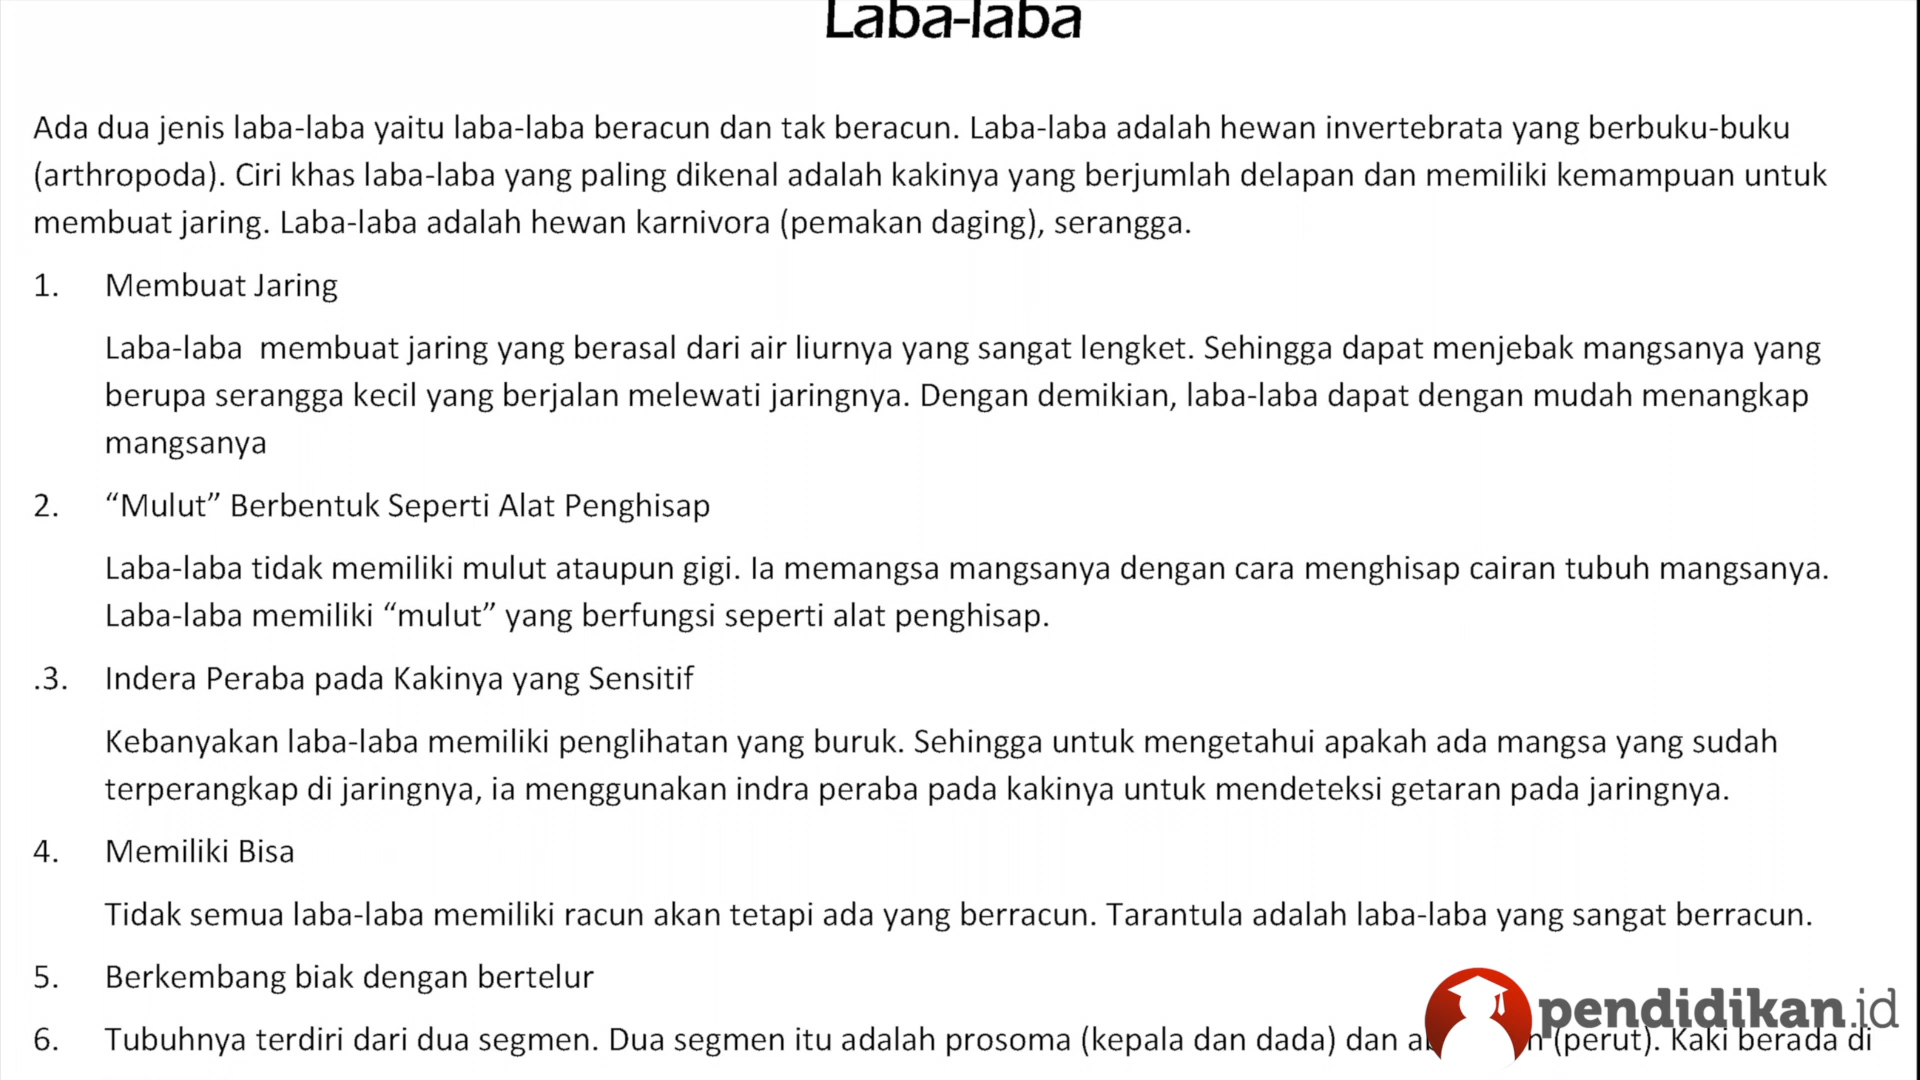 Laba-laba
Ada dua jenis laba-laba yaitu laba-laba beracun dan tak beracun. Laba-laba adalah hewan invertebrata yang berbuku-buku
(arthropoda). Ciri khas laba-laba yang paling dikenal adalah kakinya yang berjumlah delapan dan memiliki kemampuan untuk
membuat jaring. Laba-laba adalah hewan karnivora (pemakan daging), serangga.
1. Membuat Jaring
Laba-laba membuat jaring yang berasal dari air liurnya yang sangat lengket. Sehingga dapat menjebak mangsanya yang
berupa serangga kecil yang berjalan melewati jaringnya. Dengan demikian, laba-laba dapat dengan mudah menangkap
mangsanya
2. “Mulut” Berbentuk Seperti Alat Penghisap
Laba-laba tidak memiliki mulut ataupun gigi. Ia memangsa mangsanya dengan cara menghisap cairan tubuh mangsanya.
Laba-laba memiliki “mulut” yang berfungsi seperti alat penghisap.
.3. Indera Peraba pada Kakinya yang Sensitif
Kebanyakan laba-laba memiliki penglihatan yang buruk. Sehingga untuk mengetahui apakah ada mangsa yang sudah
terperangkap di jaringnya, ia menggunakan indra peraba pada kakinya untuk mendeteksi getaran pada jaringnya.
4. Memiliki Bisa
Tidak semua laba-laba memiliki racun akan tetapi ada yang berracun. Tarantula adalah laba-laba yang sangat berracun.
5. Berkembang biak dengan bertelur
pendidikan.id
6. Tubuhnya terdiri dari dua segmen. Dua segmen itu adalah prosoma (kepala dan dada) dan (perut). Kaki berada di